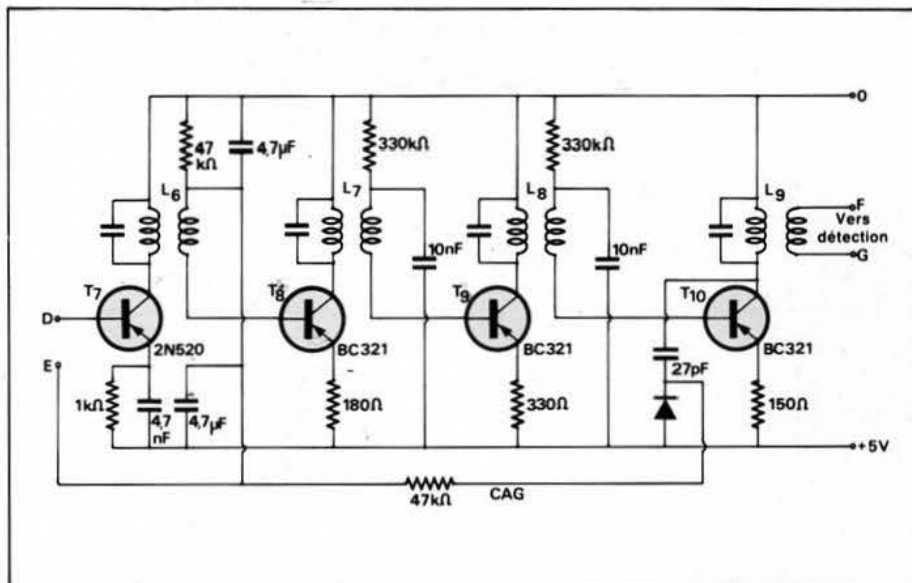 O
47
kΩ
4,7µF
330kΩ
330kΩ
L6
L7
L8
L9
F
Vers
détection
G
10nF
10nF
T7
T8
T9
T10
D
2N520
BC321
BC321
BC321
E
27pF
1kΩ
4,7
nF
4,7µF
180Ω
330Ω
150Ω
+5V
47kΩ
CAG